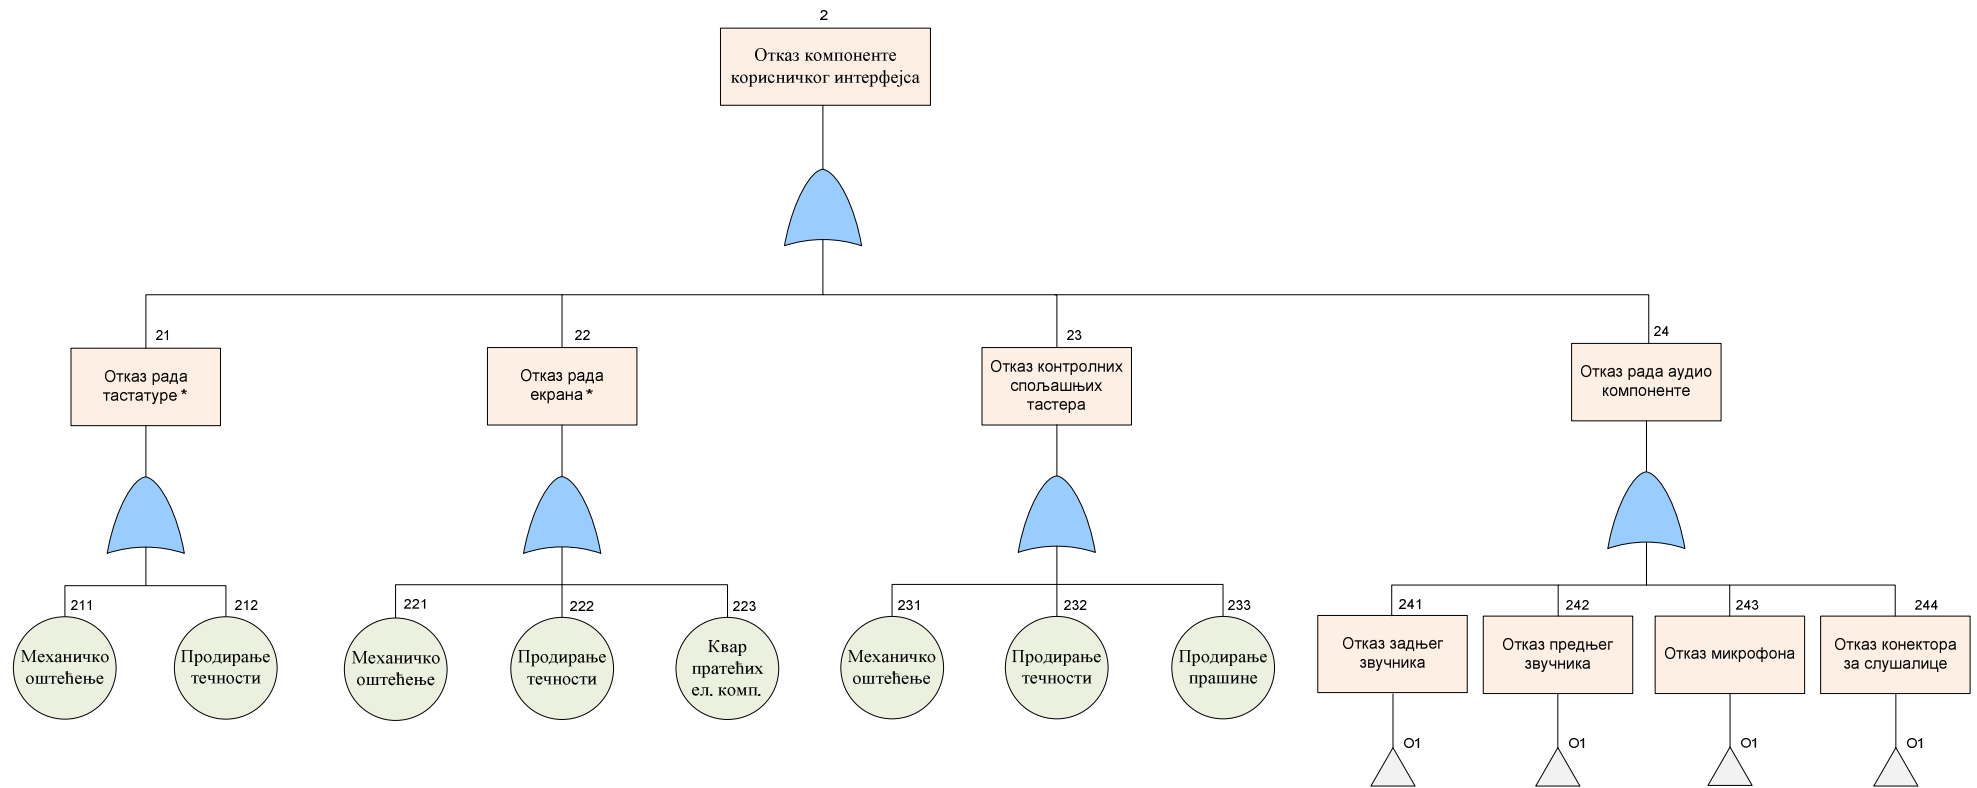 2
Отказ компоненте
корисничког интерфејса
21
Отказ рада
тастатуре *
22
Отказ рада
екрана *
23
Отказ контролних
спољашњих
тастера
24
Отказ рада аудио
компоненте
211
Механичко
оштећење
212
Продирање
течности
221
Механичко
оштећење
222
Продирање
течности
223
Квар
пратећих
ел. комп.
231
Механичко
оштећење
232
Продирање
течности
233
Продирање
прашине
241
Отказ задњег
звучника
O1
242
Отказ предњег
звучника
O1
243
Отказ микрофона
O1
244
Отказ конектора
за слушалице
O1